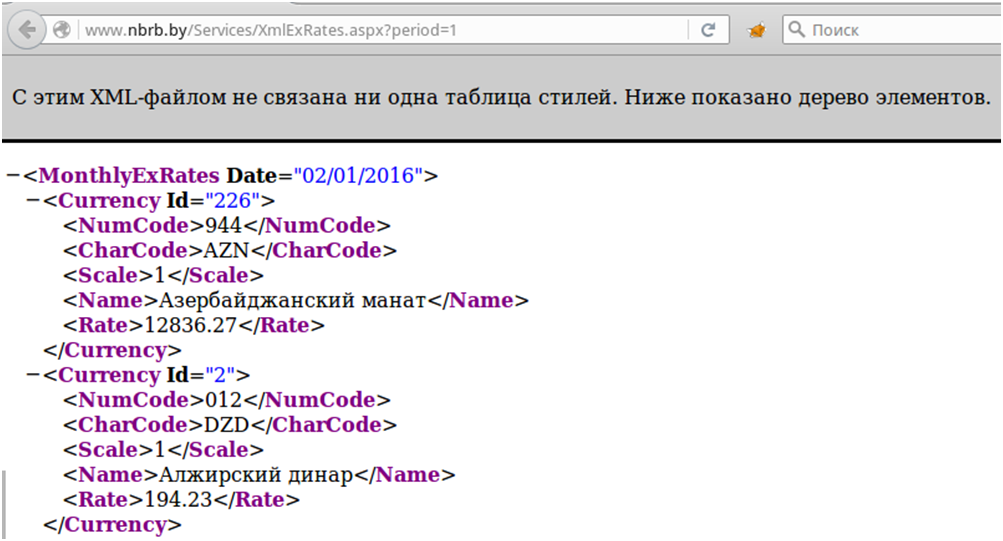 www.nbrb.by/Services/XmlExRates.aspx?period=1
Поиск
С этим XML-файлом не связана ни одна таблица стилей. Ниже показано дерево элементов.
−<MonthlyExRates Date="02/01/2016">
−<Currency Id="226">
<NumCode>944</NumCode>
<CharCode>AZN</CharCode>
<Scale>1</Scale>
<Name>Азербайджанский манат</Name>
<Rate>12836.27</Rate>
</Currency>
−<Currency Id="2">
<NumCode>012</NumCode>
<CharCode>DZD</CharCode>
<Scale>1</Scale>
<Name>Алжирский динар</Name>
<Rate>194.23</Rate>
</Currency>